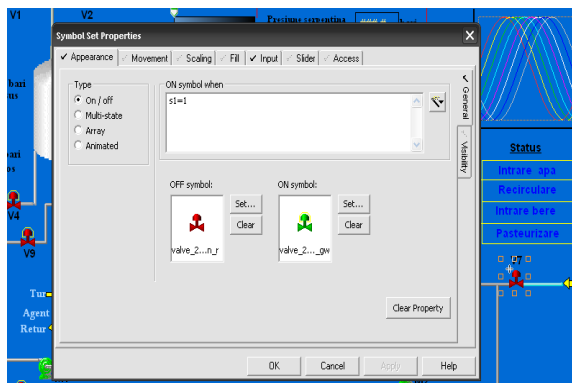 V1
V2
Presiune serpentina
####
bari
Symbol Set Properties
X
Appearance
Movement
Scaling
Fill
Input
Slider
Access
Type
On / off
Multi-state
Array
Animated
ON symbol when
s1=1
General
Visibility
OFF symbol:
ON symbol:
Set...
Clear
Set...
Clear
valve_2...n_r
valve_2..._gw
Clear Property
OK
Cancel
Apply
Help
V4
V9
Tur
Agent
Retur
Status
Intrare apa
Recirculare
Intrare bere
Pasteurizare